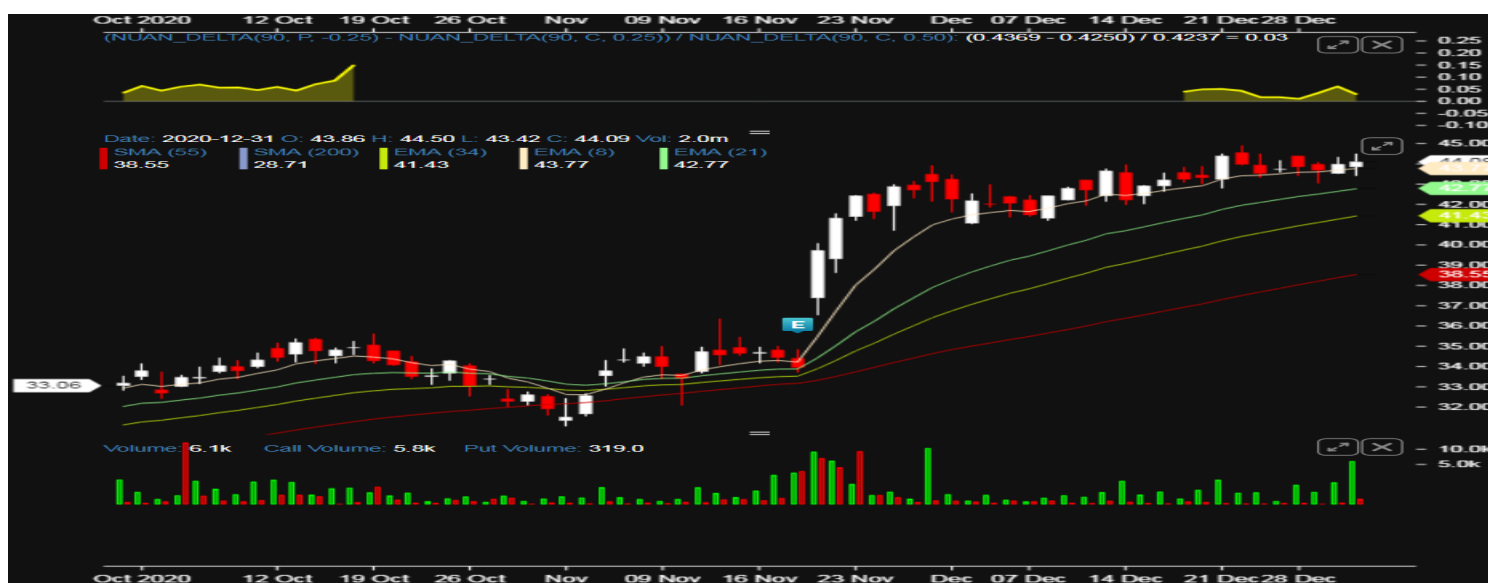 Oct 2020 12 Oct 19 Oct 26 Oct Nov 09 Nov 16 Nov 23 Nov Dec 07 Dec 14 Dec 21 Dec 28 Dec
(NUAN_DELTA(90, P, -0.25) - NUAN_DELTA(90, C, 0.25)) / NUAN_DELTA(90, C, 0.50): (0.4369 - 0.4250) / 0.4237 = 0.03
0.25
0.20
0.15
0.10
0.05
0.00
-0.05
-0.10
Date: 2020-12-31 O: 43.86 H: 44.50 L: 43.42 C: 44.09 Vol: 2.0m
SMA (55) SMA (200) EMA (34) EMA (8) EMA (21)
38.55 28.71 41.43 43.77 42.77
45.00
44.09
43.77
42.77
42.00
41.43
41.00
40.00
39.00
38.55
38.00
37.00
36.00
E
35.00
34.00
33.06
33.00
32.00
Volume: 6.1k Call Volume: 5.8k Put Volume: 319.0
10.0k
5.0k
Oct 2020 12 Oct 19 Oct 26 Oct Nov 09 Nov 16 Nov 23 Nov Dec 07 Dec 14 Dec 21 Dec 28 Dec